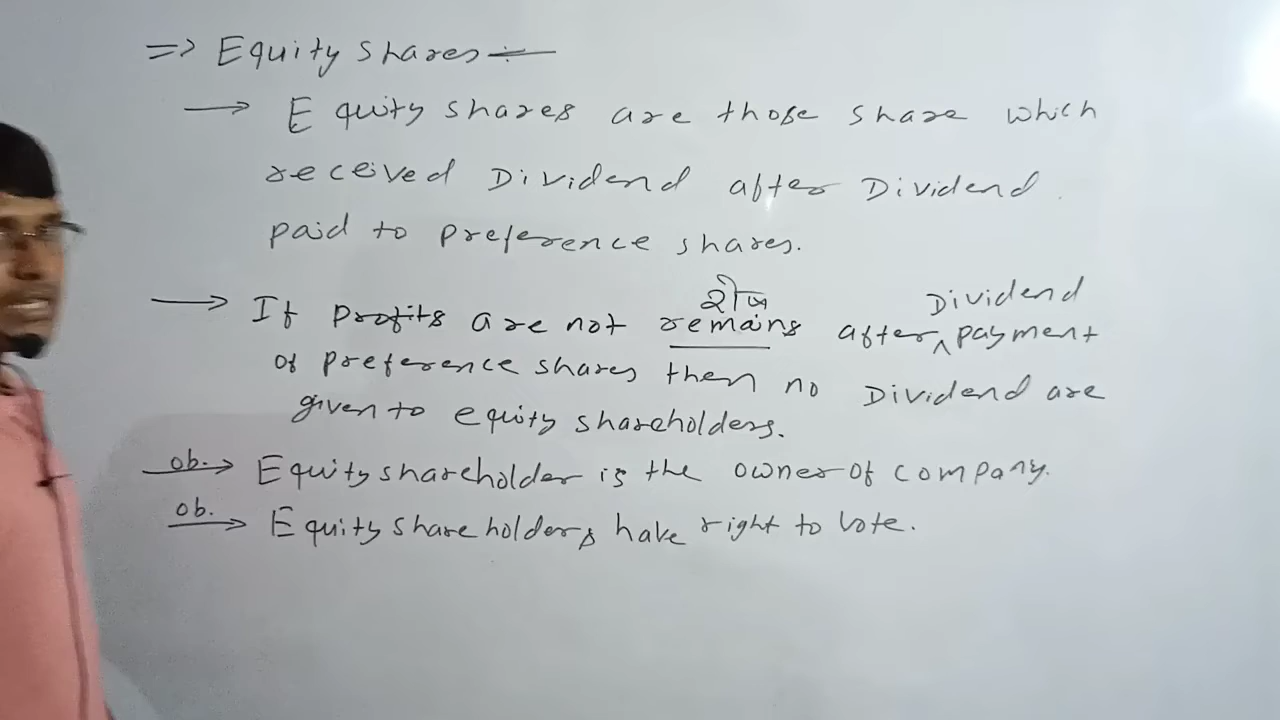 => Equity shares
→ Equity shares are those share which
received Dividend after Dividend
paid to preference shares.
शेष
Dividend
→ If Profits are not remains after ^ payment
of preference shares then no Dividend are
given to equity shareholders.
ob. → Equity shareholder is the owner of company.
ob. → Equity shareholders have right to vote.